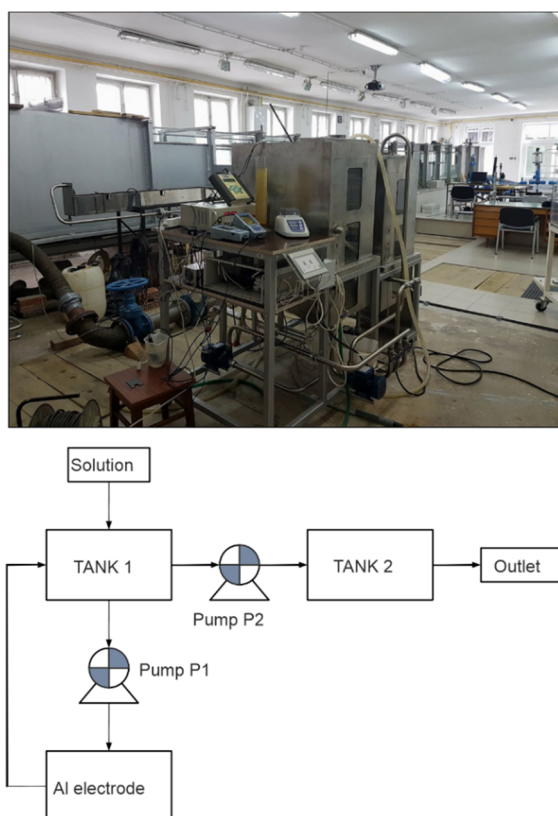 Solution
TANK 1
Pump P2
TANK 2
Outlet
Pump P1
Al electrode